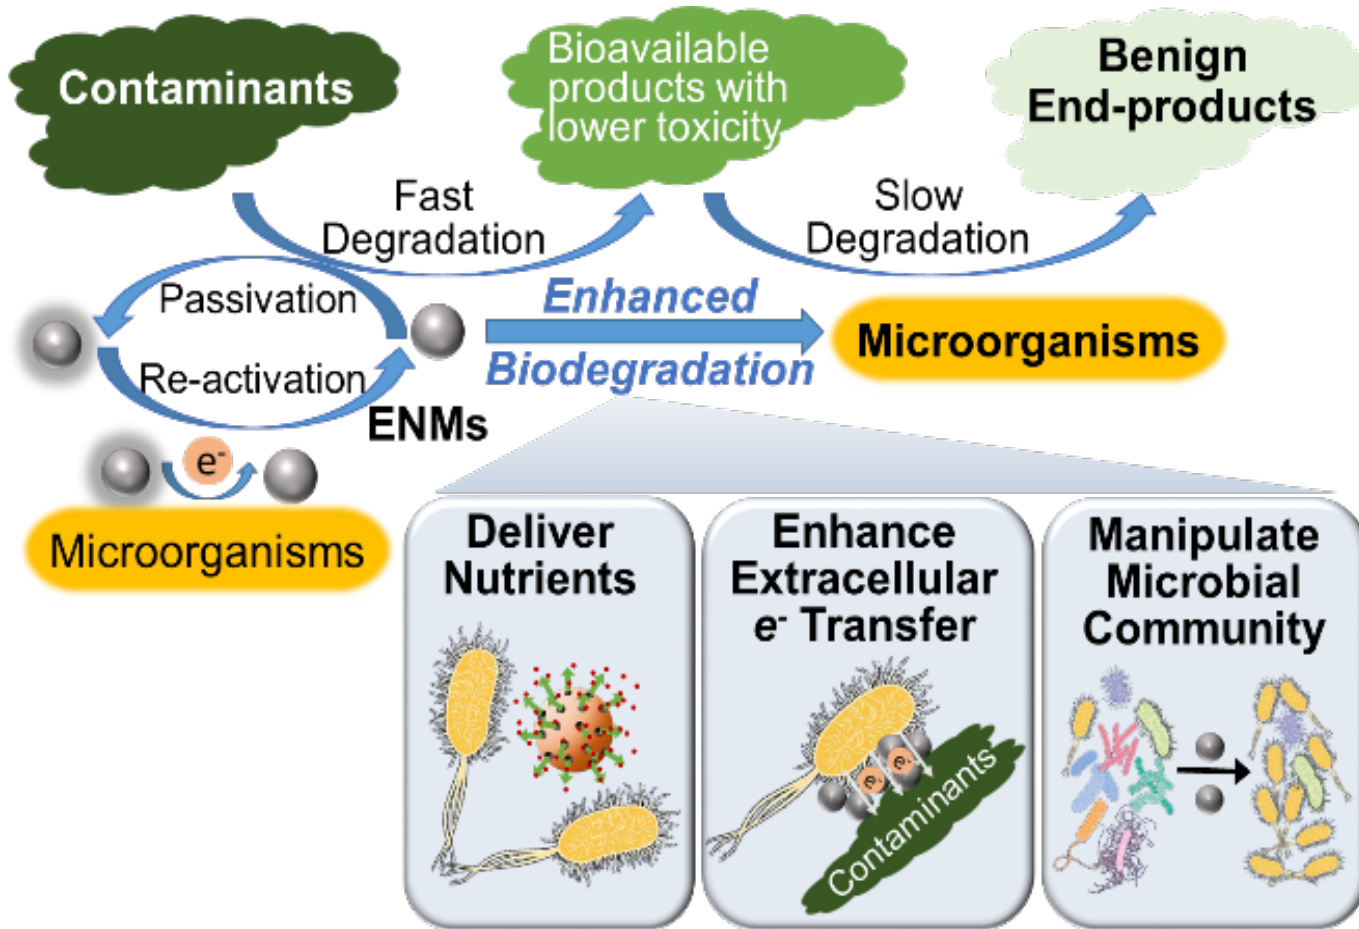 Contaminants
Bioavailable
products with
lower toxicity
Benign
End-products
Fast
Degradation
Slow
Degradation
Passivation
Re-activation
ENMs
Enhanced
Biodegradation
Microorganisms
e-
Microorganisms
Deliver
Nutrients
Enhance
Extracellular
e- Transfer
e-
e-
Contaminants
Manipulate
Microbial
Community